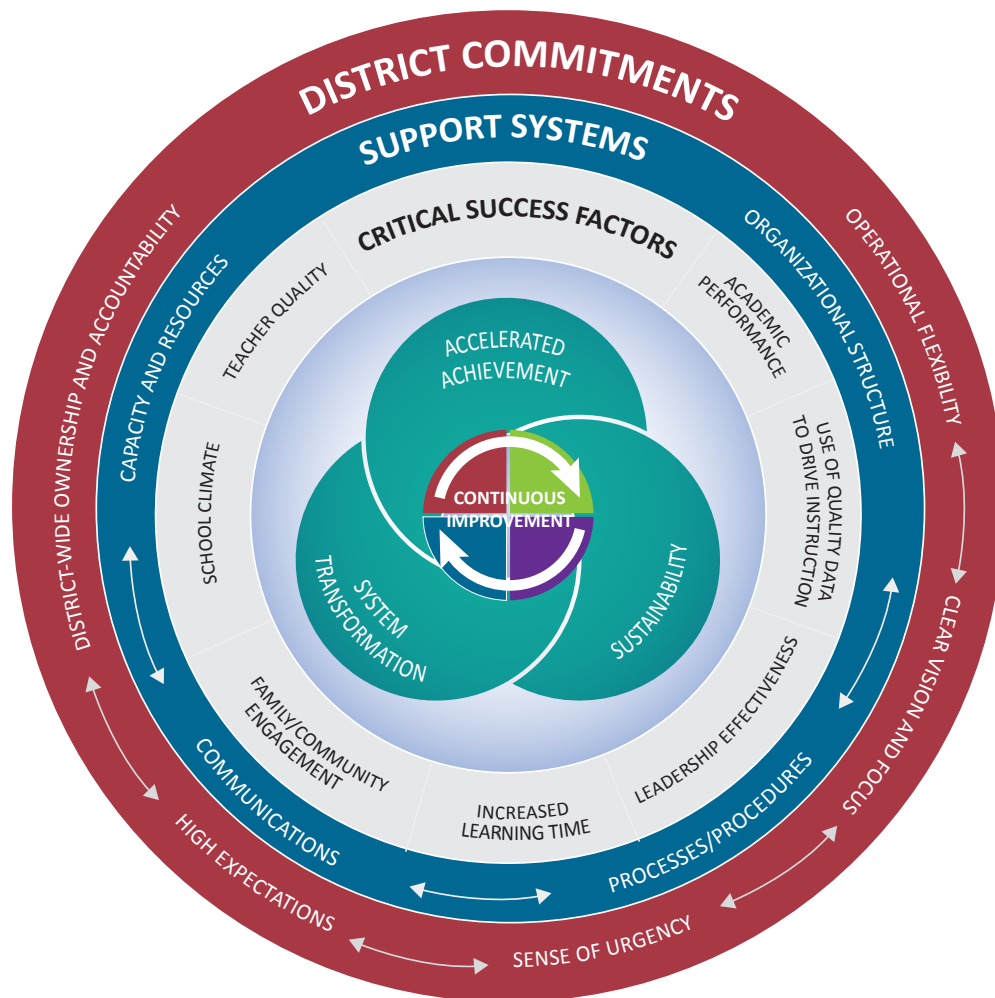 DISTRICT COMMITMENTS
OPERATIONAL FLEXIBILITY
CLEAR VISION AND FOCUS
SENSE OF URGENCY
HIGH EXPECTATIONS
DISTRICT-WIDE OWNERSHIP AND ACCOUNTABILITY
SUPPORT SYSTEMS
ORGANIZATIONAL STRUCTURE
PROCESSES/PROCEDURES
COMMUNICATIONS
CAPACITY AND RESOURCES
CRITICAL SUCCESS FACTORS
ACADEMIC
PERFORMANCE
USE OF QUALITY DATA
TO DRIVE INSTRUCTION
LEADERSHIP EFFECTIVENESS
INCREASED
LEARNING TIME
FAMILY/COMMUNITY
ENGAGEMENT
SCHOOL CLIMATE
TEACHER QUALITY
ACCELERATED
ACHIEVEMENT
SUSTAINABILITY
SYSTEM
TRANSFORMATION
CONTINUOUS
IMPROVEMENT